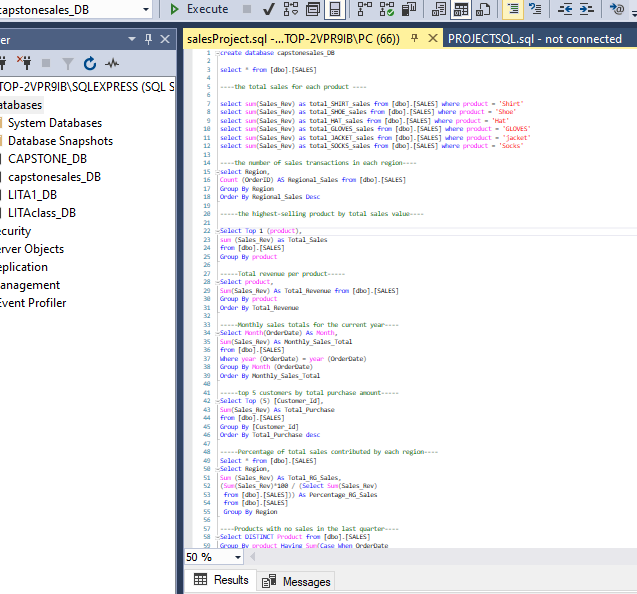 capstonesales_DB
Execute
er
salesProject.sql -...TOP-2VPR9IB\PC (66))
PROJECTSQL.sql - not connected
TOP-2VPR9IB\SQLEXPRESS (SQL S
atabases
System Databases
Database Snapshots
CAPSTONE_DB
capstonesales_DB
LITA1_DB
LITAclass_DB
ecurity
erver Objects
eplication
anagement
Event Profiler
1 create database capstonesales_DB
2
3 select * from [dbo].[SALES]
4
5 ----the total sales for each product ----
6
7 select sum(Sales_Rev) as total_SHIRT_sales from [dbo].[SALES] where product = 'Shirt'
8 select sum(Sales_Rev) as total_SHOE_sales from [dbo].[SALES] where product = 'Shoe'
9 select sum(Sales_Rev) as total_HAT_sales from [dbo].[SALES] where product = 'Hat'
10 select sum(Sales_Rev) as total_GLOVES_sales from [dbo].[SALES] where product = 'GLOVES'
11 select sum(Sales_Rev) as total_JACKET_sales from [dbo].[SALES] where product = 'jacket'
12 select sum(Sales_Rev) as total_SOCKS_sales from [dbo].[SALES] where product = 'Socks'
13
14 ----the number of sales transactions in each region----
15 select Region,
16 Count (OrderID) AS Regional_Sales from [dbo].[SALES]
17 Group By Region
18 Order By Regional_Sales Desc
19
20 -----the highest-selling product by total sales value----
21
22 Select Top 1 (product),
23 sum (Sales_Rev) as Total_Sales
24 from [dbo].[SALES]
25 Group By product
26
27 -----Total revenue per product-----
28 Select product,
29 Sum(Sales_Rev) As Total_Revenue from [dbo].[SALES]
30 Group By product
31 Order By Total_Revenue
32
33 -----Monthly sales totals for the current year----
34 Select Month(OrderDate) As Month,
35 Sum(Sales_Rev) As Monthly_Sales_Total
36 from [dbo].[SALES]
37 Where year (OrderDate) = year (OrderDate)
38 Group By Month (OrderDate)
39 Order By Monthly_Sales_Total
40
41 -----top 5 customers by total purchase amount-----
42 Select Top (5) [Customer_Id],
43 Sum(Sales_Rev) As Total_Purchase
44 from [dbo].[SALES]
45 Group By [Customer_Id]
46 Order By Total_Purchase desc
47
48 -----Percentage of total sales contributed by each region----
49 Select * from [dbo].[SALES]
50 Select Region,
51 Sum (Sales_Rev) As Total_RG_Sales,
52 (Sum(Sales_Rev)*100 / (Select Sum(Sales_Rev)
53 from [dbo].[SALES])) As Percentage_RG_Sales
54 from [dbo].[SALES]
55 Group By Region
56
57 ----Products with no sales in the last quarter----
58 Select DISTINCT Product from [dbo].[SALES]
59 Group By product Having Sum(Case When OrderDate
50 %
Results
Messages